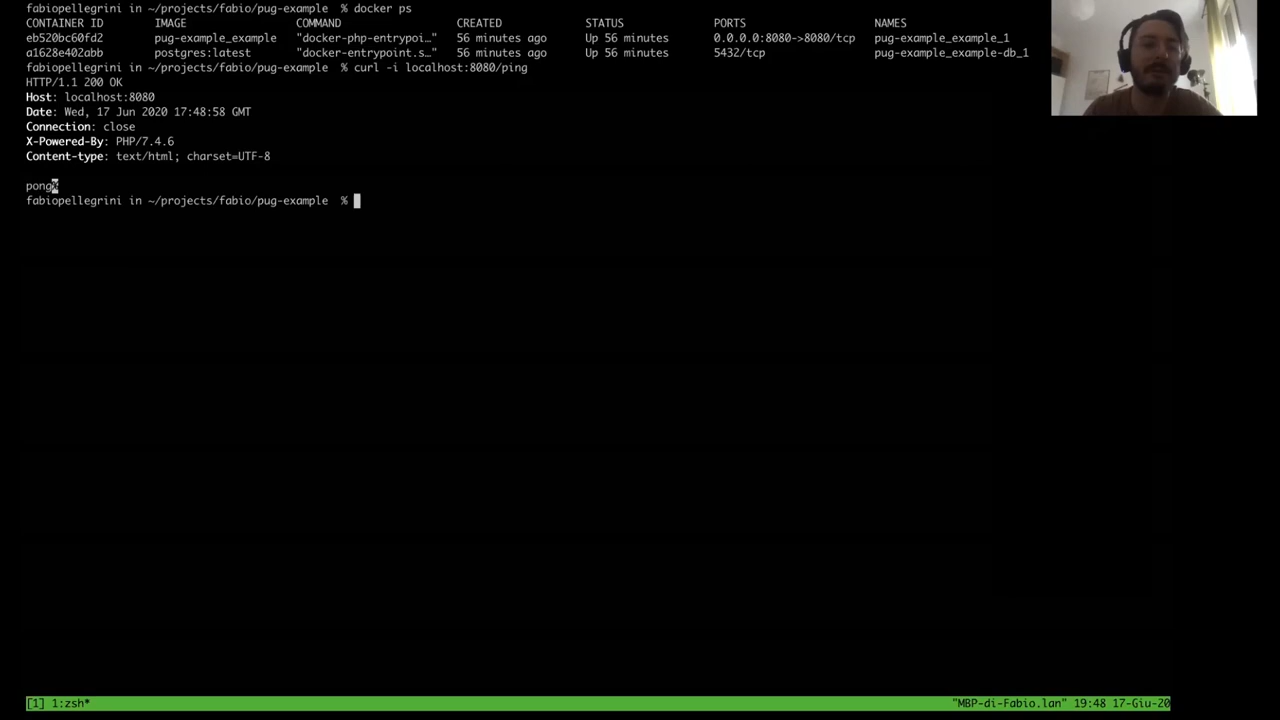 fabiopellegrini in ~/projects/fabio/pug-example % docker ps
CONTAINER ID IMAGE COMMAND CREATED STATUS PORTS NAMES
eb520bc60fd2 pug-example_example "docker-php-entrypoi…" 56 minutes ago Up 56 minutes 0.0.0.0:8080->8080/tcp pug-example_example_1
a1628e402abb postgres:latest "docker-entrypoint.s…" 56 minutes ago Up 56 minutes 5432/tcp pug-example_example-db_1
fabiopellegrini in ~/projects/fabio/pug-example % curl -i localhost:8080/ping
HTTP/1.1 200 OK
Host: localhost:8080
Date: Wed, 17 Jun 2020 17:48:58 GMT
Connection: close
X-Powered-By: PHP/7.4.6
Content-type: text/html; charset=UTF-8
pong%
fabiopellegrini in ~/projects/fabio/pug-example %
[1] 1:zsh* "MBP-di-Fabio.lan" 19:48 17-Giu-20